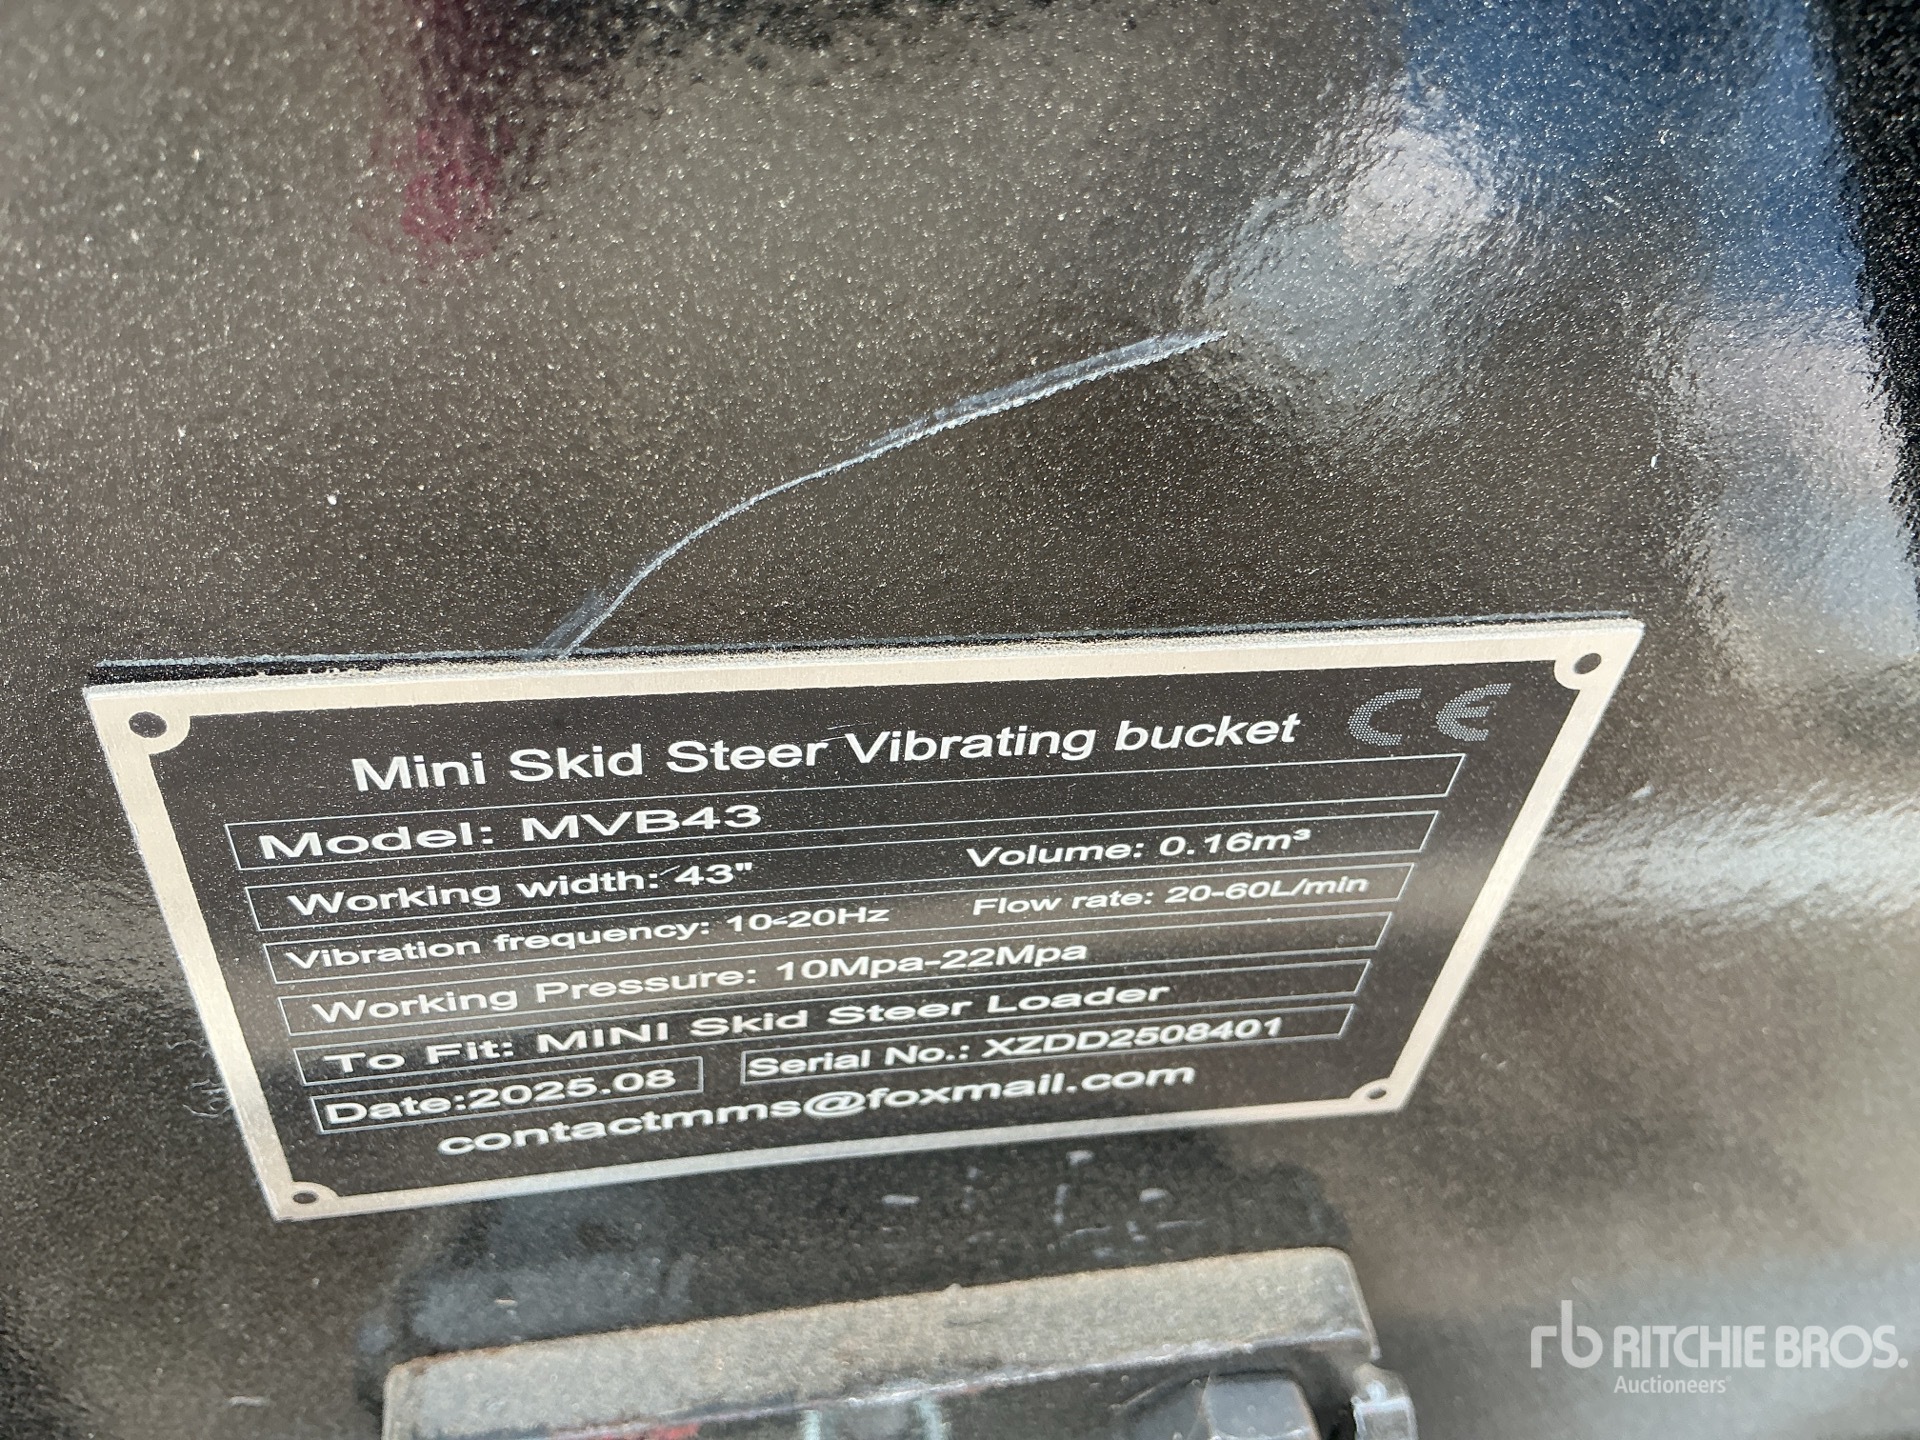 Mini Skid Steer Vibrating bucket CE
Model: MVB43
Working width: 43" Volume: 0.16m³
Vibration frequency: 10-20Hz Flow rate: 20-60L/min
Working Pressure: 10Mpa-22Mpa
To Fit: MINI Skid Steer Loader
Date:2025.08 Serial No.: XZDD2508401
contactmms@foxmail.com
rb RITCHIE BROS.
Auctioneers